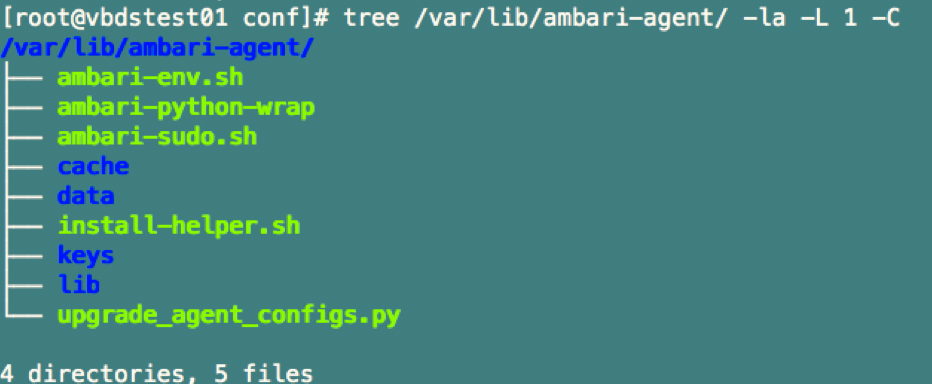 [root@vbdstest01 conf]# tree /var/lib/ambari-agent/ -la -L 1 -C
/var/lib/ambari-agent/
├── ambari-env.sh
├── ambari-python-wrap
├── ambari-sudo.sh
├── cache
├── data
├── install-helper.sh
├── keys
├── lib
└── upgrade_agent_configs.py
4 directories, 5 files